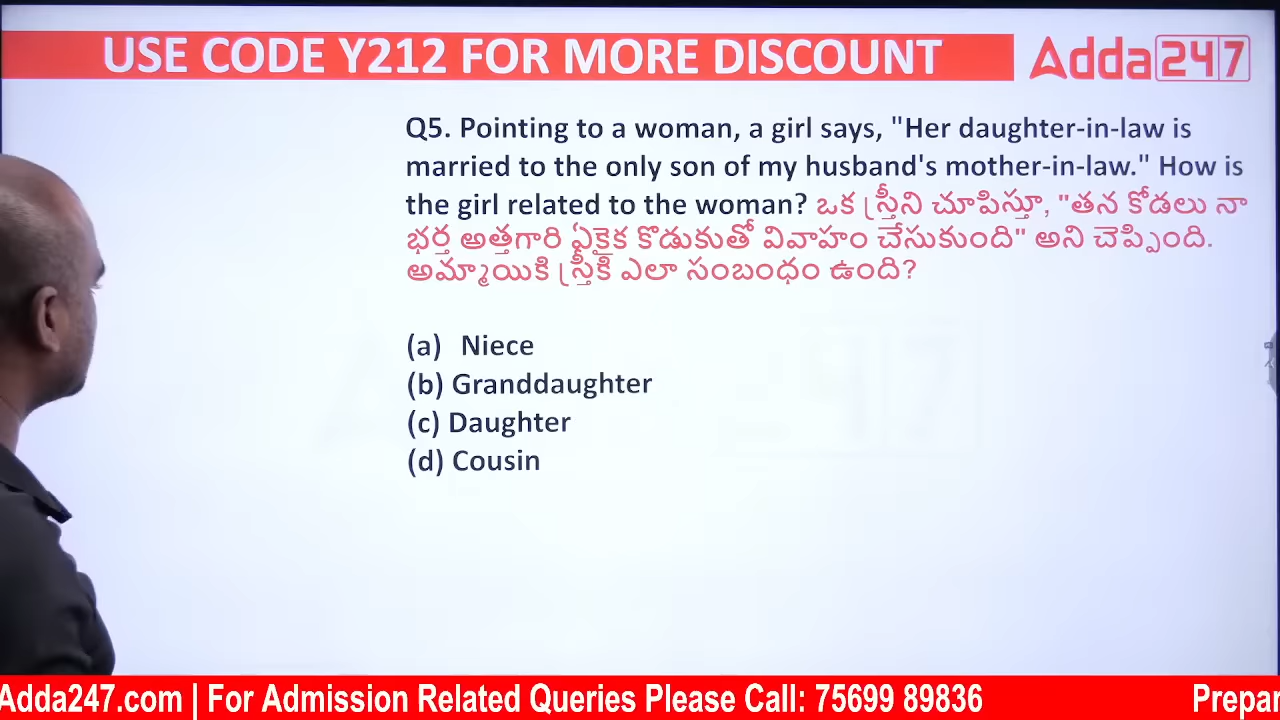 USE CODE Y212 FOR MORE DISCOUNT
Adda247
Q5. Pointing to a woman, a girl says, "Her daughter-in-law is
married to the only son of my husband's mother-in-law." How is
the girl related to the woman? ఒక స్త్రీని చూపిస్తూ, "తన కోడలు నా
భర్త అత్తగారి ఏకైక కొడుకుతో వివాహం చేసుకుంది" అని చెప్పింది.
అమ్మాయికి స్త్రీకి ఎలా సంబంధం ఉంది?
(a) Niece
(b) Granddaughter
(c) Daughter
(d) Cousin
Adda247.com | For Admission Related Queries Please Call: 75699 89836 Prepar